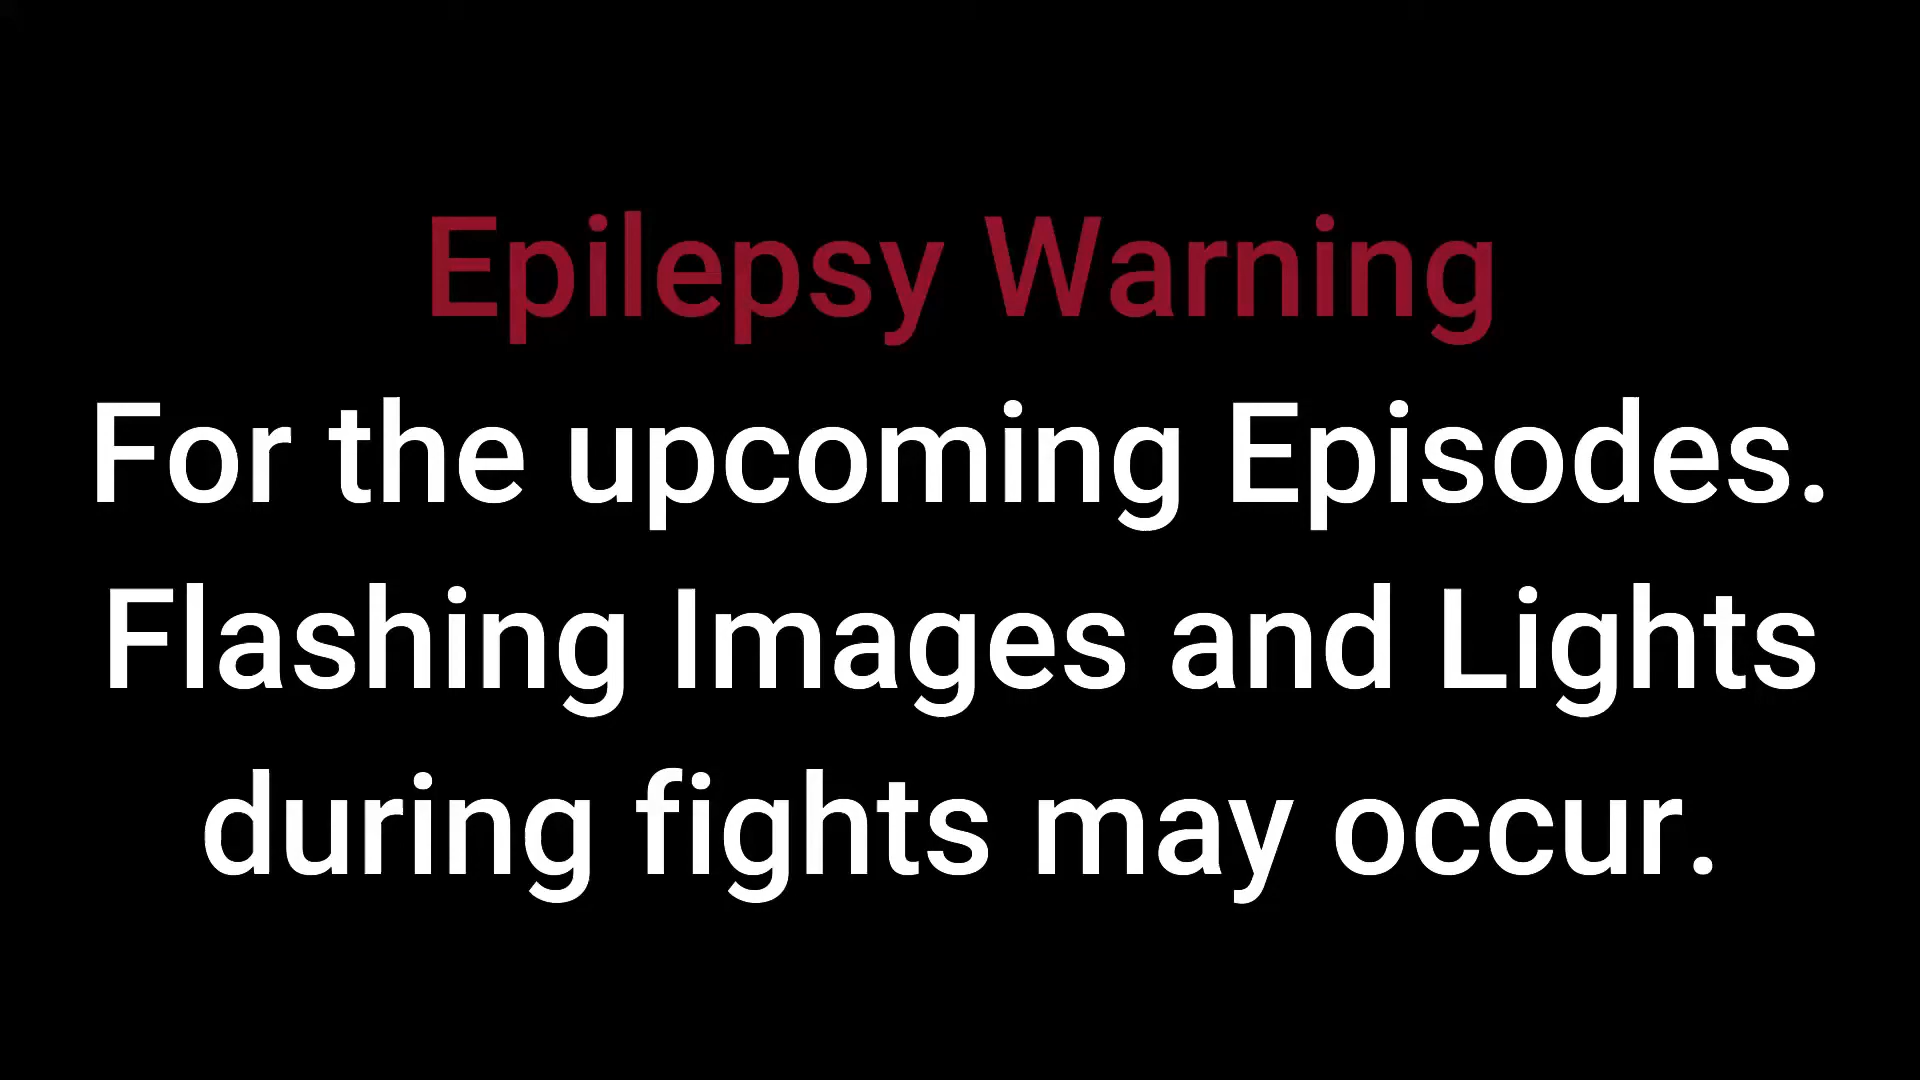 Epilepsy Warning
For the upcoming Episodes.
Flashing Images and Lights
during fights may occur.